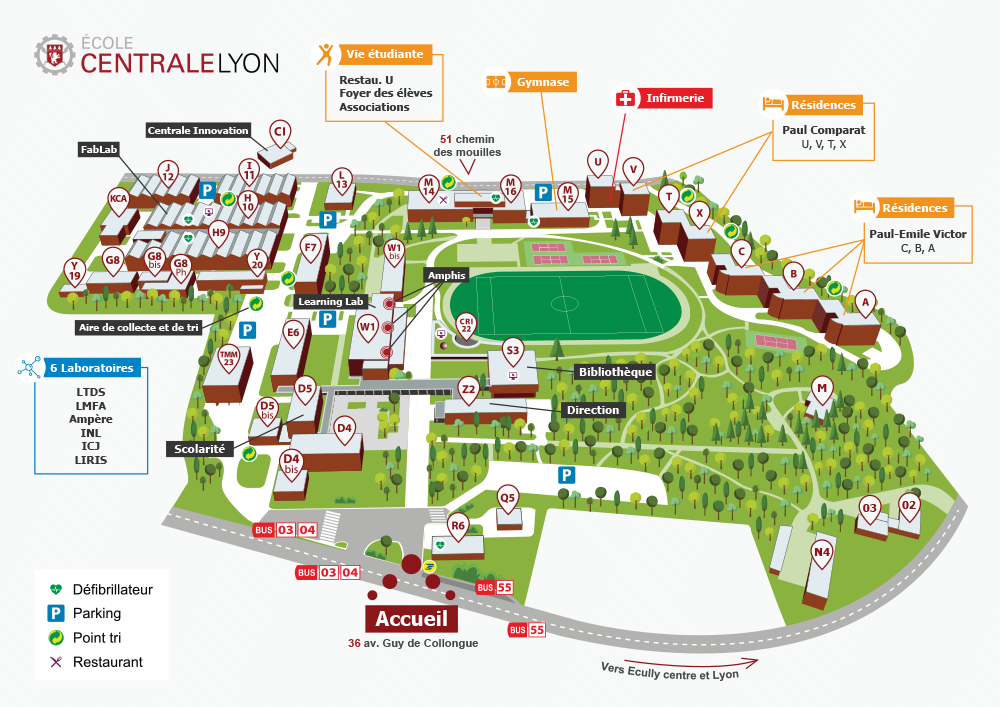 ÉCOLE
CENTRALELYON
Vie étudiante
Restau. U
Foyer des élèves
Associations
Gymnase
Infirmerie
Résidences
Paul Comparat
U, V, T, X
Résidences
Paul-Emile Victor
C, B, A
51 chemin
des mouilles
Centrale Innovation
CI
FabLab
J
12
I
11
L
13
M
14
M
16
M
15
U
V
T
X
C
B
A
KCA
H
10
H9
G8
G8
bis
G8
Ph
Y
19
Y
20
F7
W1
bis
P
P
P
P
P
P
Amphis
Learning Lab
W1
CRI
22
Aire de collecte et de tri
E6
TMM
23
S3
Bibliothèque
6 Laboratoires
LTDS
LMFA
Ampère
INL
ICJ
LIRIS
D5
D5
bis
Z2
Direction
M
Scolarité
D4
D4
bis
Q5
R6
03
02
N4
BUS 03 04
BUS 03 04
BUS 55
BUS 55
Accueil
36 av. Guy de Collongue
Vers Ecully centre et Lyon
Défibrillateur
P Parking
Point tri
Restaurant